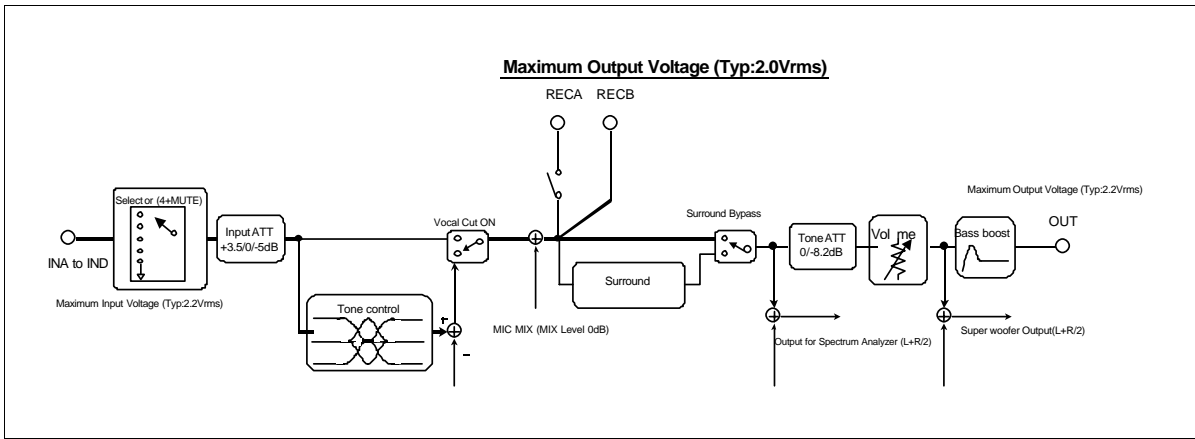 Maximum Output Voltage (Typ:2.0Vrms)
RECA RECB
Selector (4+MUTE)
Input ATT
+3.5/0/-5dB
INA to IND
Maximum Input Voltage (Typ:2.2Vrms)
Tone control
+
-
Vocal Cut ON
MIC MIX (MIX Level 0dB)
Surround
Surround Bypass
Tone ATT
0/-8.2dB
Vol me
Bass boost
Maximum Output Voltage (Typ:2.2Vrms)
OUT
Output for Spectrum Analyzer (L+R/2)
Super woofer Output(L+R/2)